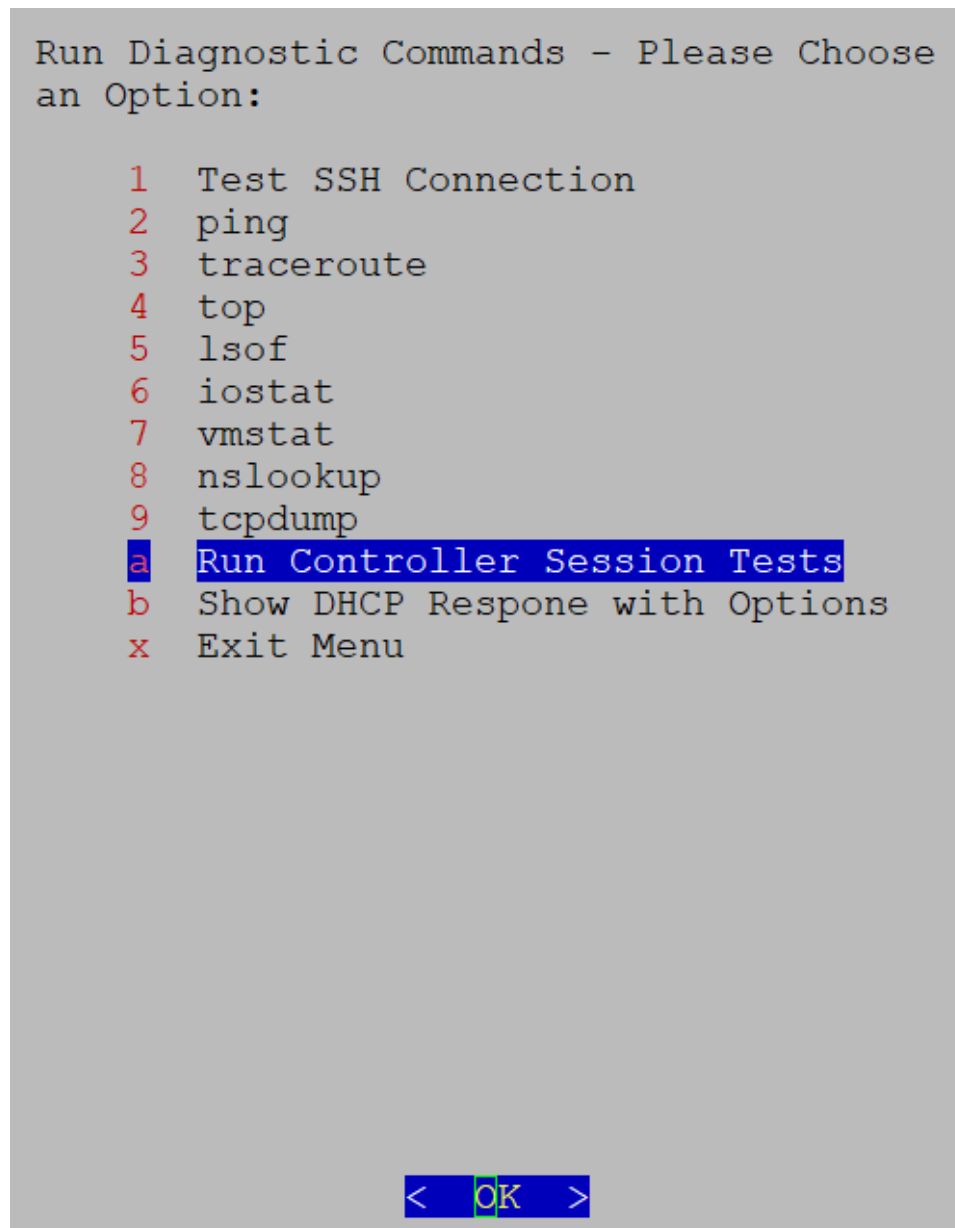 Run Diagnostic Commands - Please Choose
an Option:
1 Test SSH Connection
2 ping
3 traceroute
4 top
5 lsof
6 iostat
7 vmstat
8 nslookup
9 tcpdump
a Run Controller Session Tests
b Show DHCP Respone with Options
x Exit Menu
< OK >